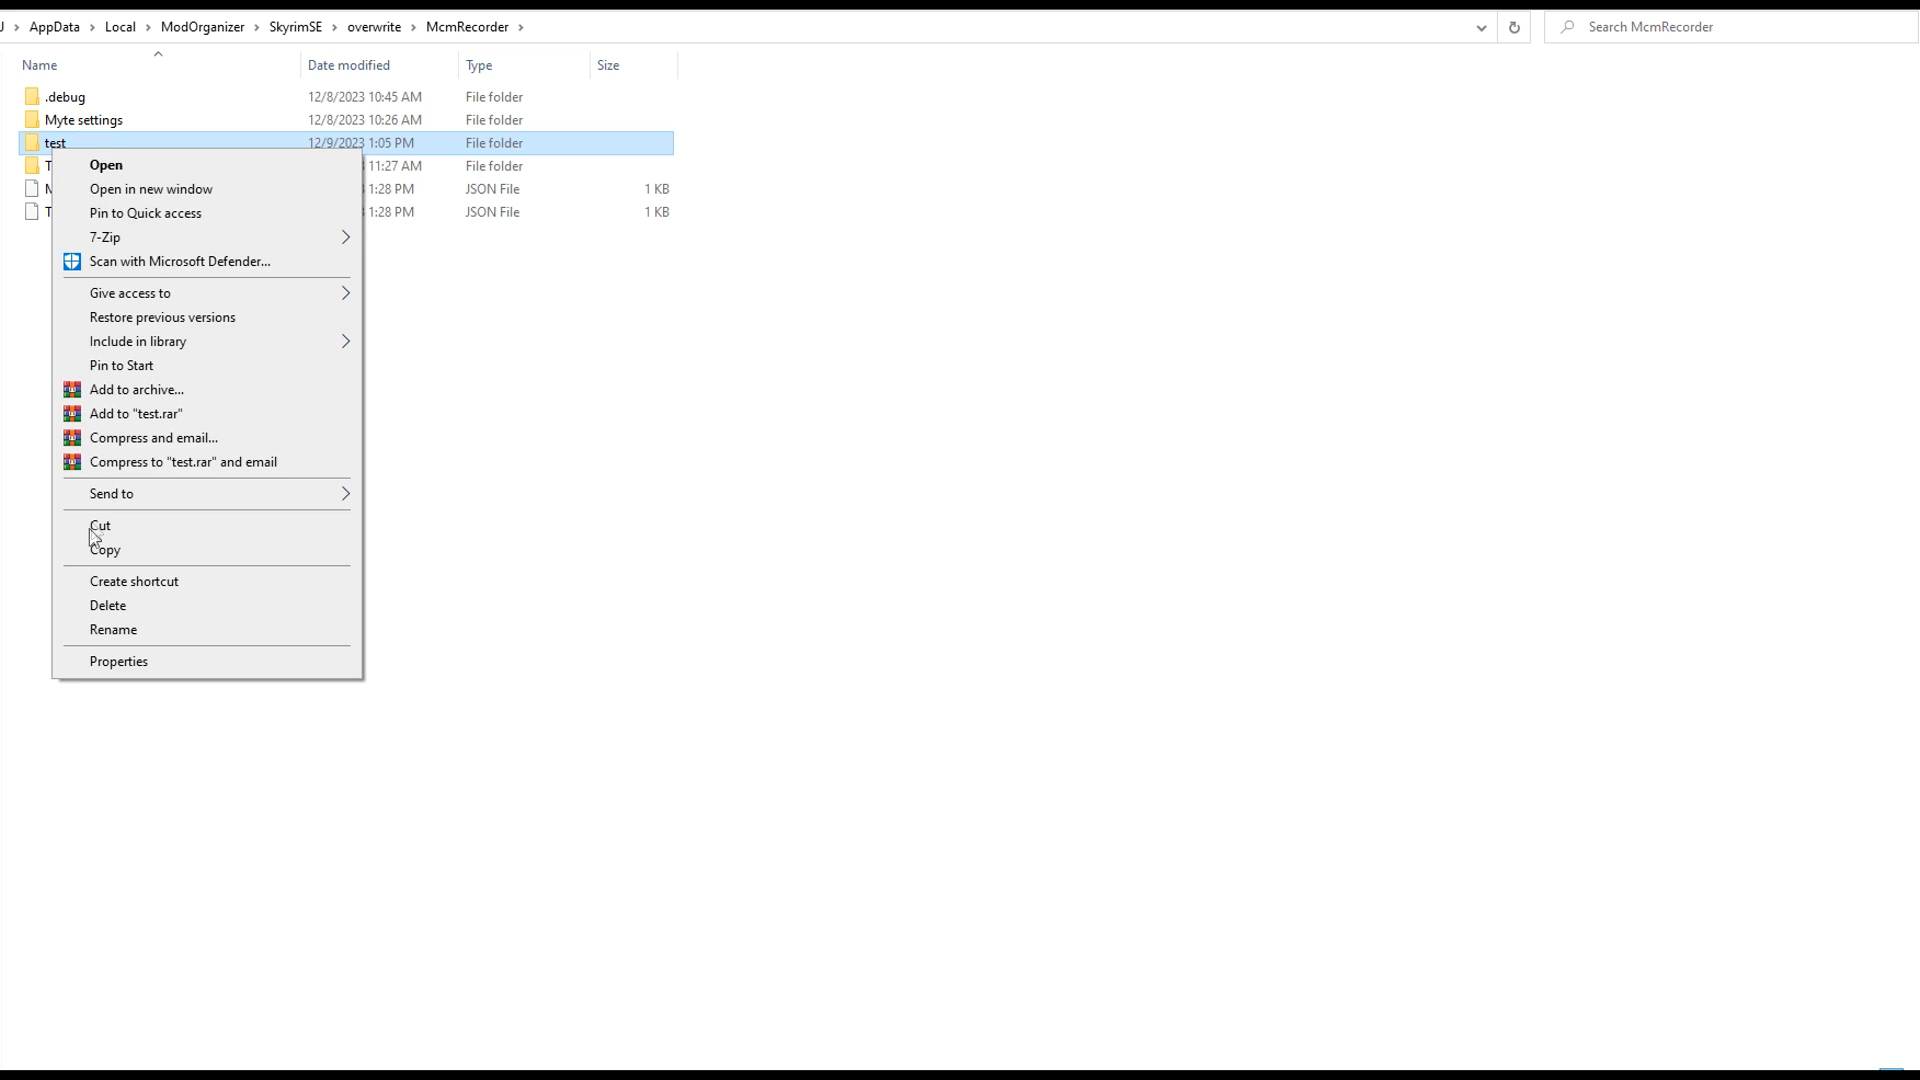 J > AppData > Local > ModOrganizer > SkyrimSE > overwrite > McmRecorder >
Search McmRecorder
Name Date modified Type Size
.debug 12/8/2023 10:45 AM File folder
Myte settings 12/8/2023 10:26 AM File folder
test 12/9/2023 1:05 PM File folder
T 11:27 AM File folder
M 1:28 PM JSON File 1 KB
T 1:28 PM JSON File 1 KB
Open
Open in new window
Pin to Quick access
7-Zip
Scan with Microsoft Defender...
Give access to
Restore previous versions
Include in library
Pin to Start
Add to archive...
Add to "test.rar"
Compress and email...
Compress to "test.rar" and email
Send to
Cut
Copy
Create shortcut
Delete
Rename
Properties